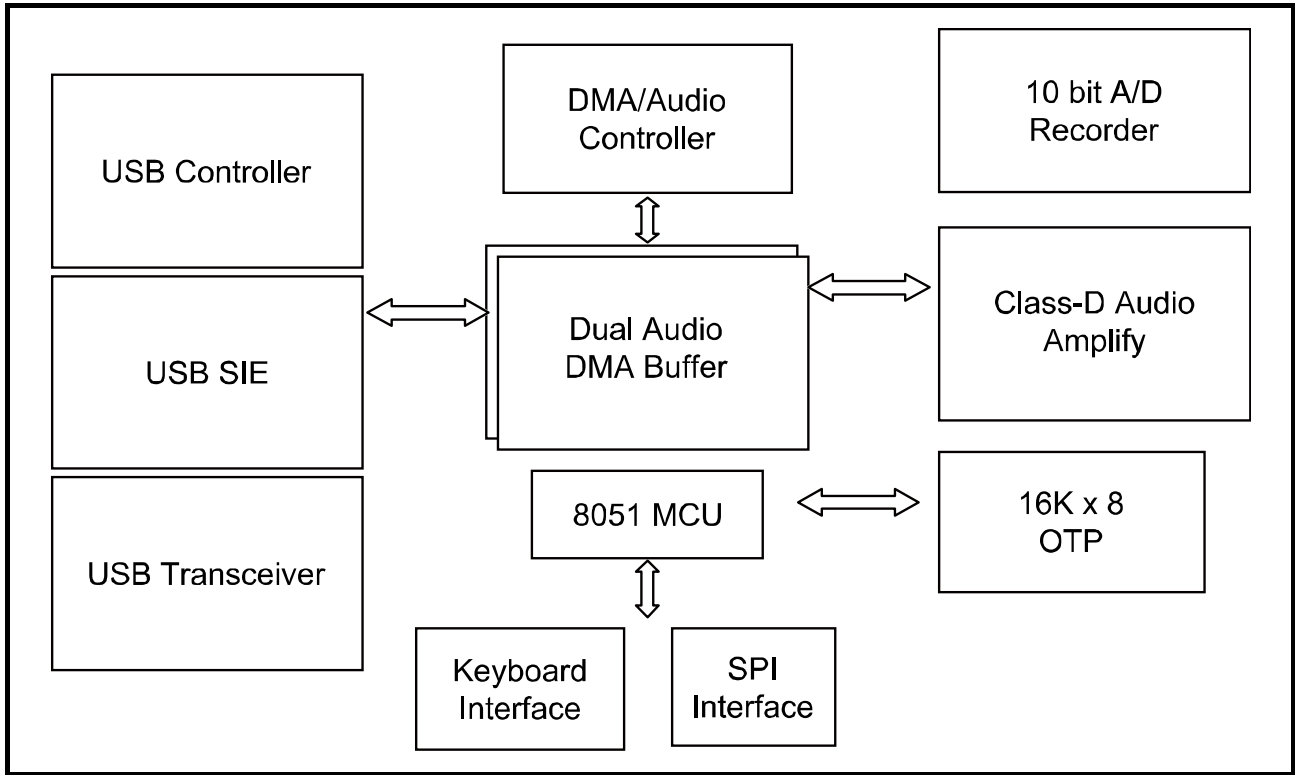 USB Controller
USB SIE
USB Transceiver
DMA/Audio
Controller
Dual Audio
DMA Buffer
8051 MCU
Keyboard
Interface
SPI
Interface
10 bit A/D
Recorder
Class-D Audio
Amplify
16K x 8
OTP